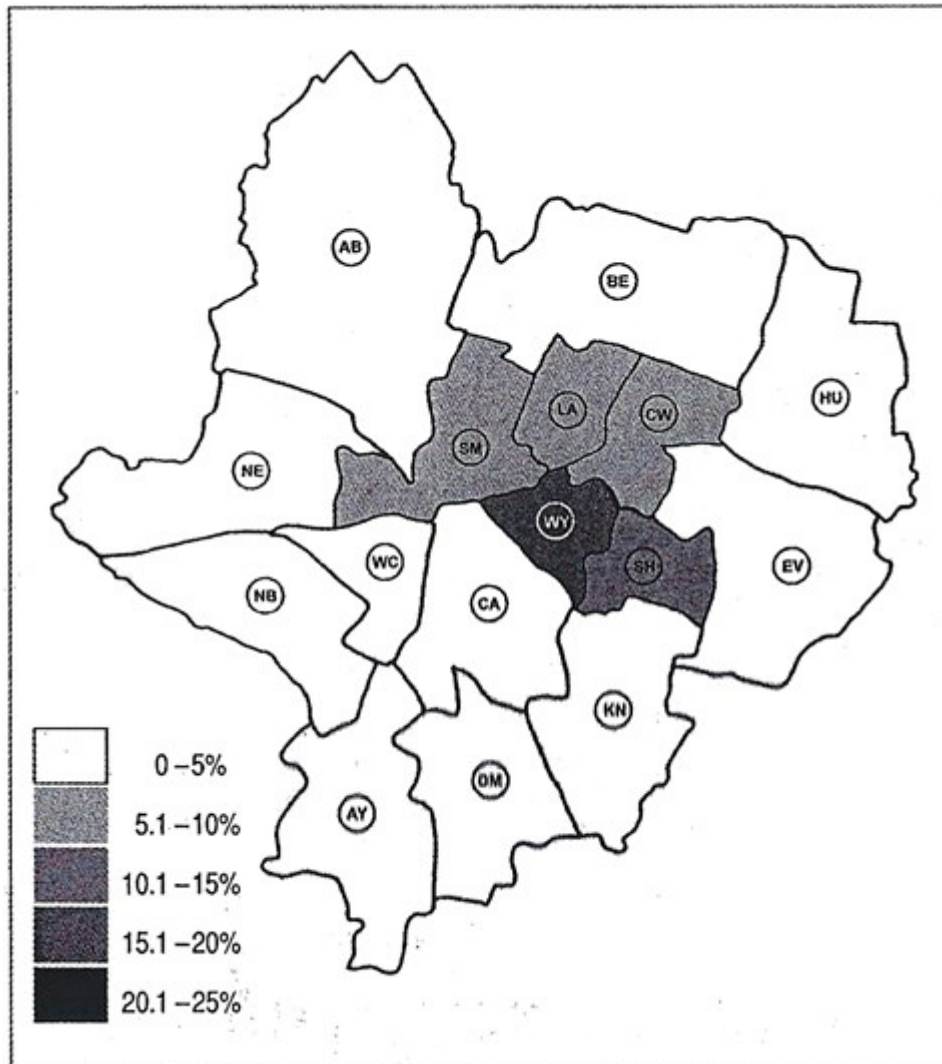 AB
BE
HU
LA
CW
SM
NE
WY
WC
SH
EV
NB
CA
KN
DM
AY
0–5%
5.1–10%
10.1–15%
15.1–20%
20.1–25%